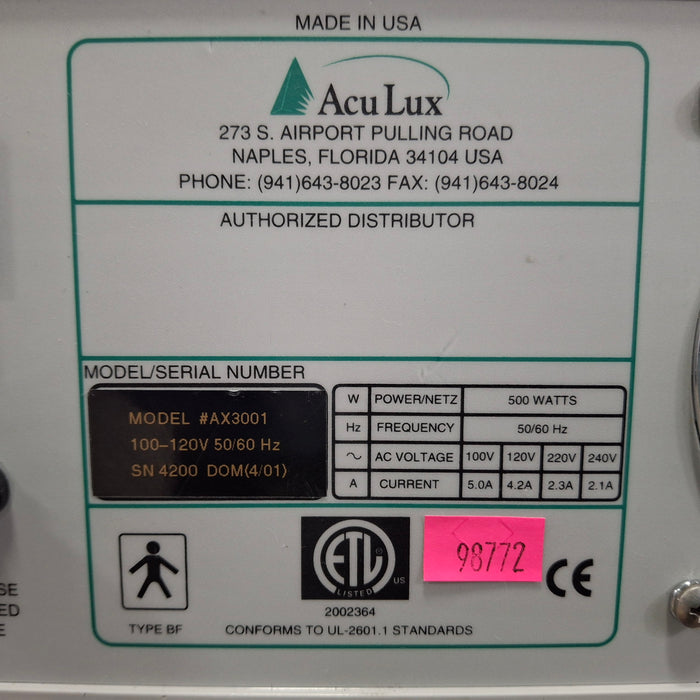 MADE IN USA
ACU LUX
273 S. AIRPORT PULLING ROAD
NAPLES, FLORIDA 34104 USA
PHONE: (941)643-8023 FAX: (941)643-8024
AUTHORIZED DISTRIBUTOR
MODEL/SERIAL NUMBER
MODEL #AX3001
100-120V 50/60 Hz
SN 4200 DOM(4/01)
W POWER/NETZ 500 WATTS
Hz FREQUENCY 50/60 Hz
~ AC VOLTAGE 100V 120V 220V 240V
A CURRENT 5.0A 4.2A 2.3A 2.1A
TYPE BF
ETL ®
LISTED
US
2002364
98772
CE
CONFORMS TO UL-2601.1 STANDARDS